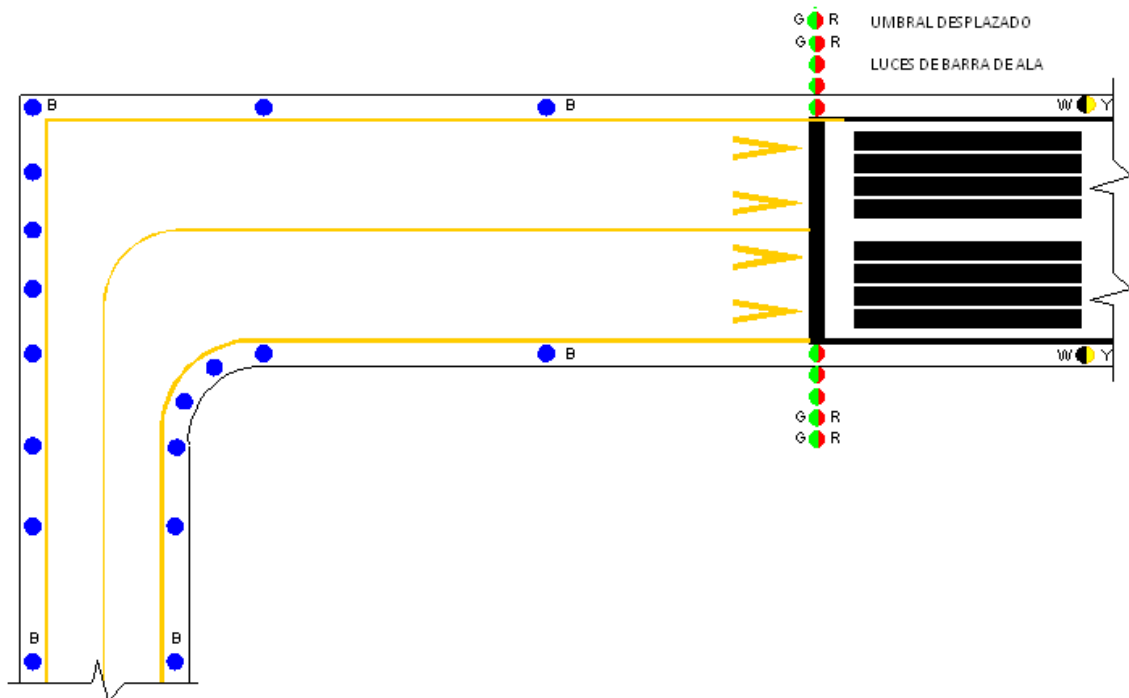 G R UMBRAL DESPLAZADO
G R
LUCES DE BARRA DE ALA
B B W Y
B W Y
G R
G R
B B